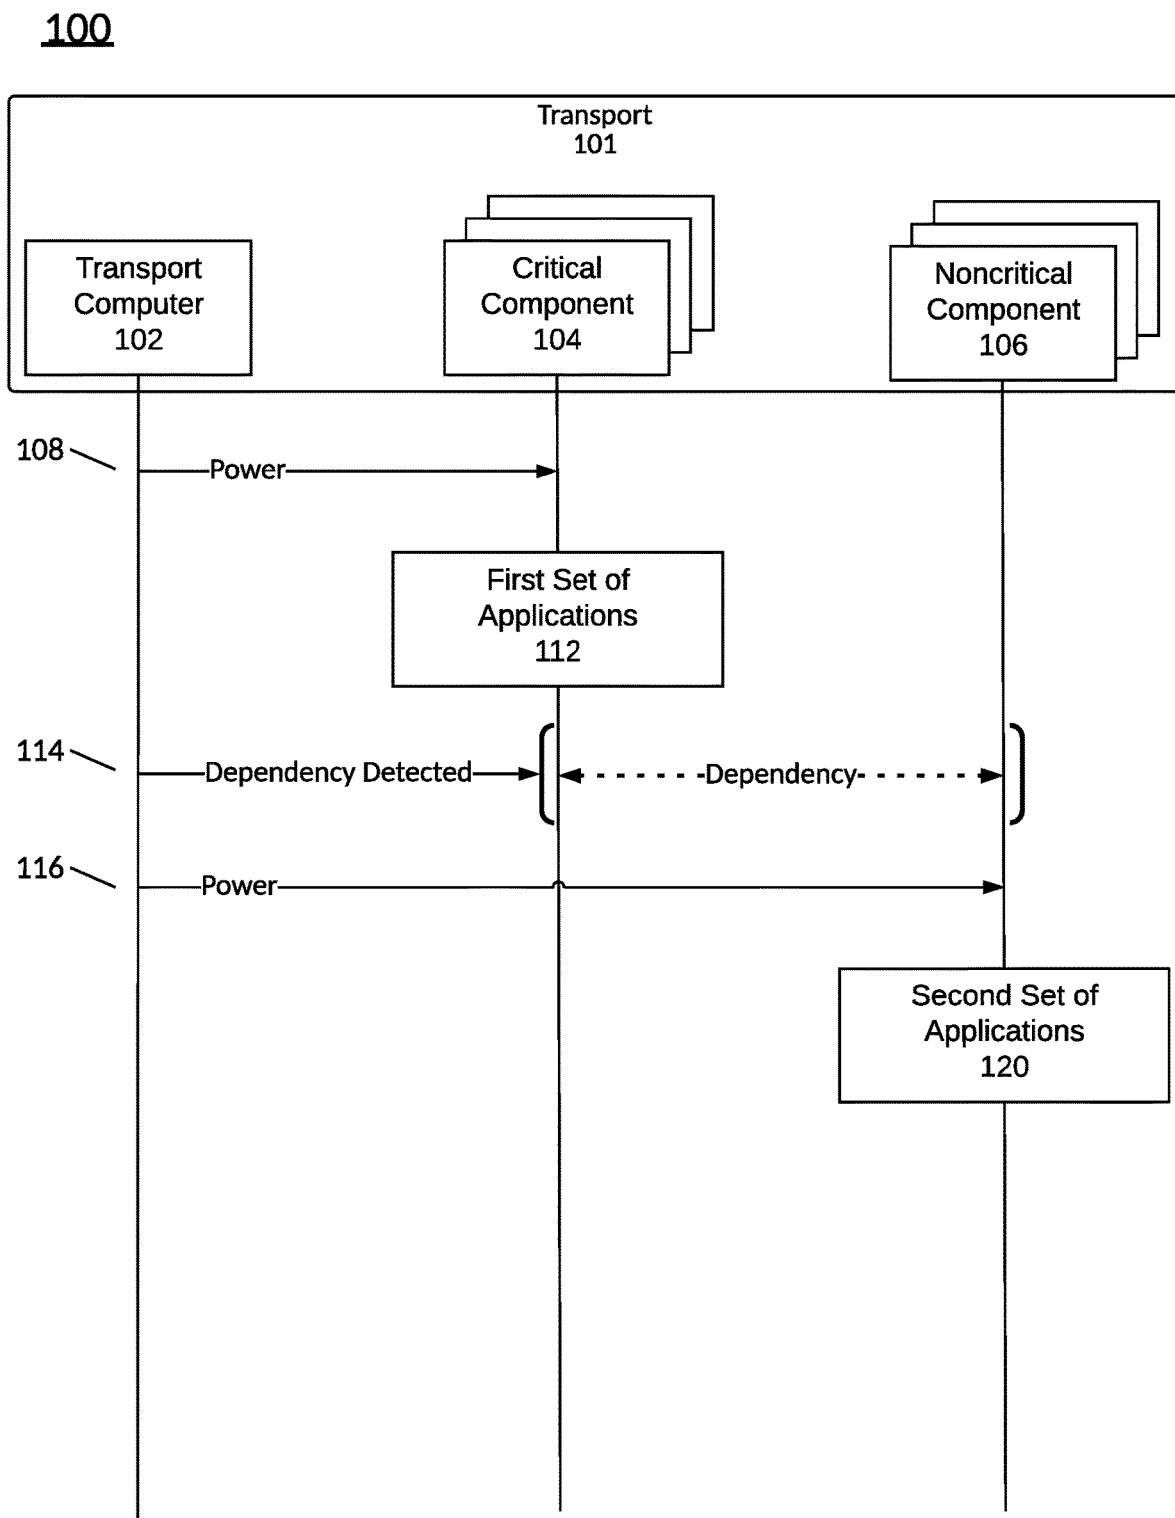 100
Transport
101
Transport
Computer
102
Critical
Component
104
Noncritical
Component
106
108
Power
First Set of
Applications
112
114
Dependency Detected
Dependency
116
Power
Second Set of
Applications
120